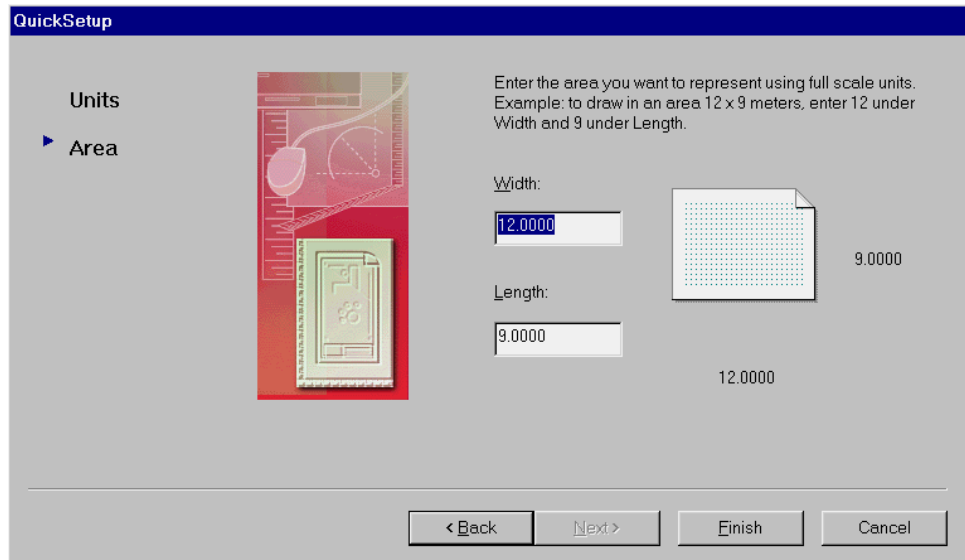 QuickSetup
Units
Area
Enter the area you want to represent using full scale units.
Example: to draw in an area 12 x 9 meters, enter 12 under
Width and 9 under Length.
Width:
12.0000
9.0000
Length:
9.0000
12.0000
< Back
Next >
Finish
Cancel